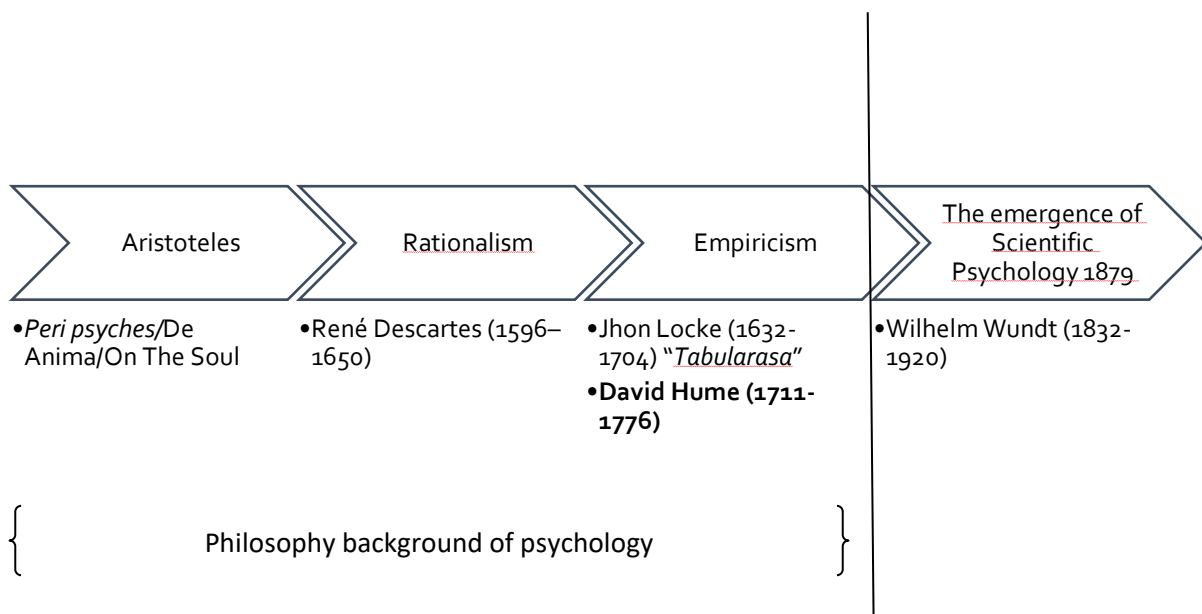 Aristoteles
Rationalism
Empiricism
The emergence of
Scientific
Psychology 1879
•Peri psyches/De
Anima/On The Soul
•René Descartes (1596–
1650)
•Jhon Locke (1632-
1704) “Tabularasa”
•David Hume (1711-
1776)
•Wilhelm Wundt (1832-
1920)
Philosophy background of psychology